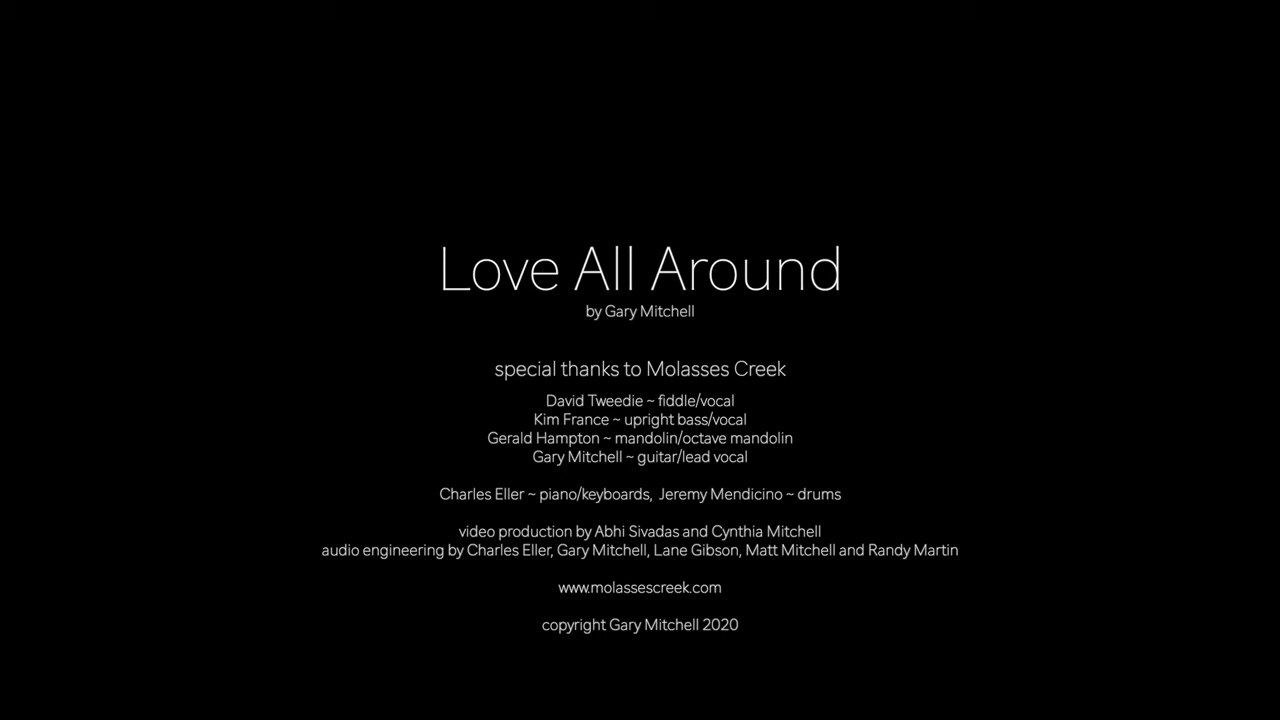 Love All Around
by Gary Mitchell
special thanks to Molasses Creek
David Tweedie ~ fiddle/vocal
Kim France ~ upright bass/vocal
Gerald Hampton ~ mandolin/octave mandolin
Gary Mitchell ~ guitar/lead vocal
Charles Eller ~ piano/keyboards, Jeremy Mendicino ~ drums
video production by Abhi Sivadas and Cynthia Mitchell
audio engineering by Charles Eller, Gary Mitchell, Lane Gibson, Matt Mitchell and Randy Martin
www.molassescreek.com
copyright Gary Mitchell 2020